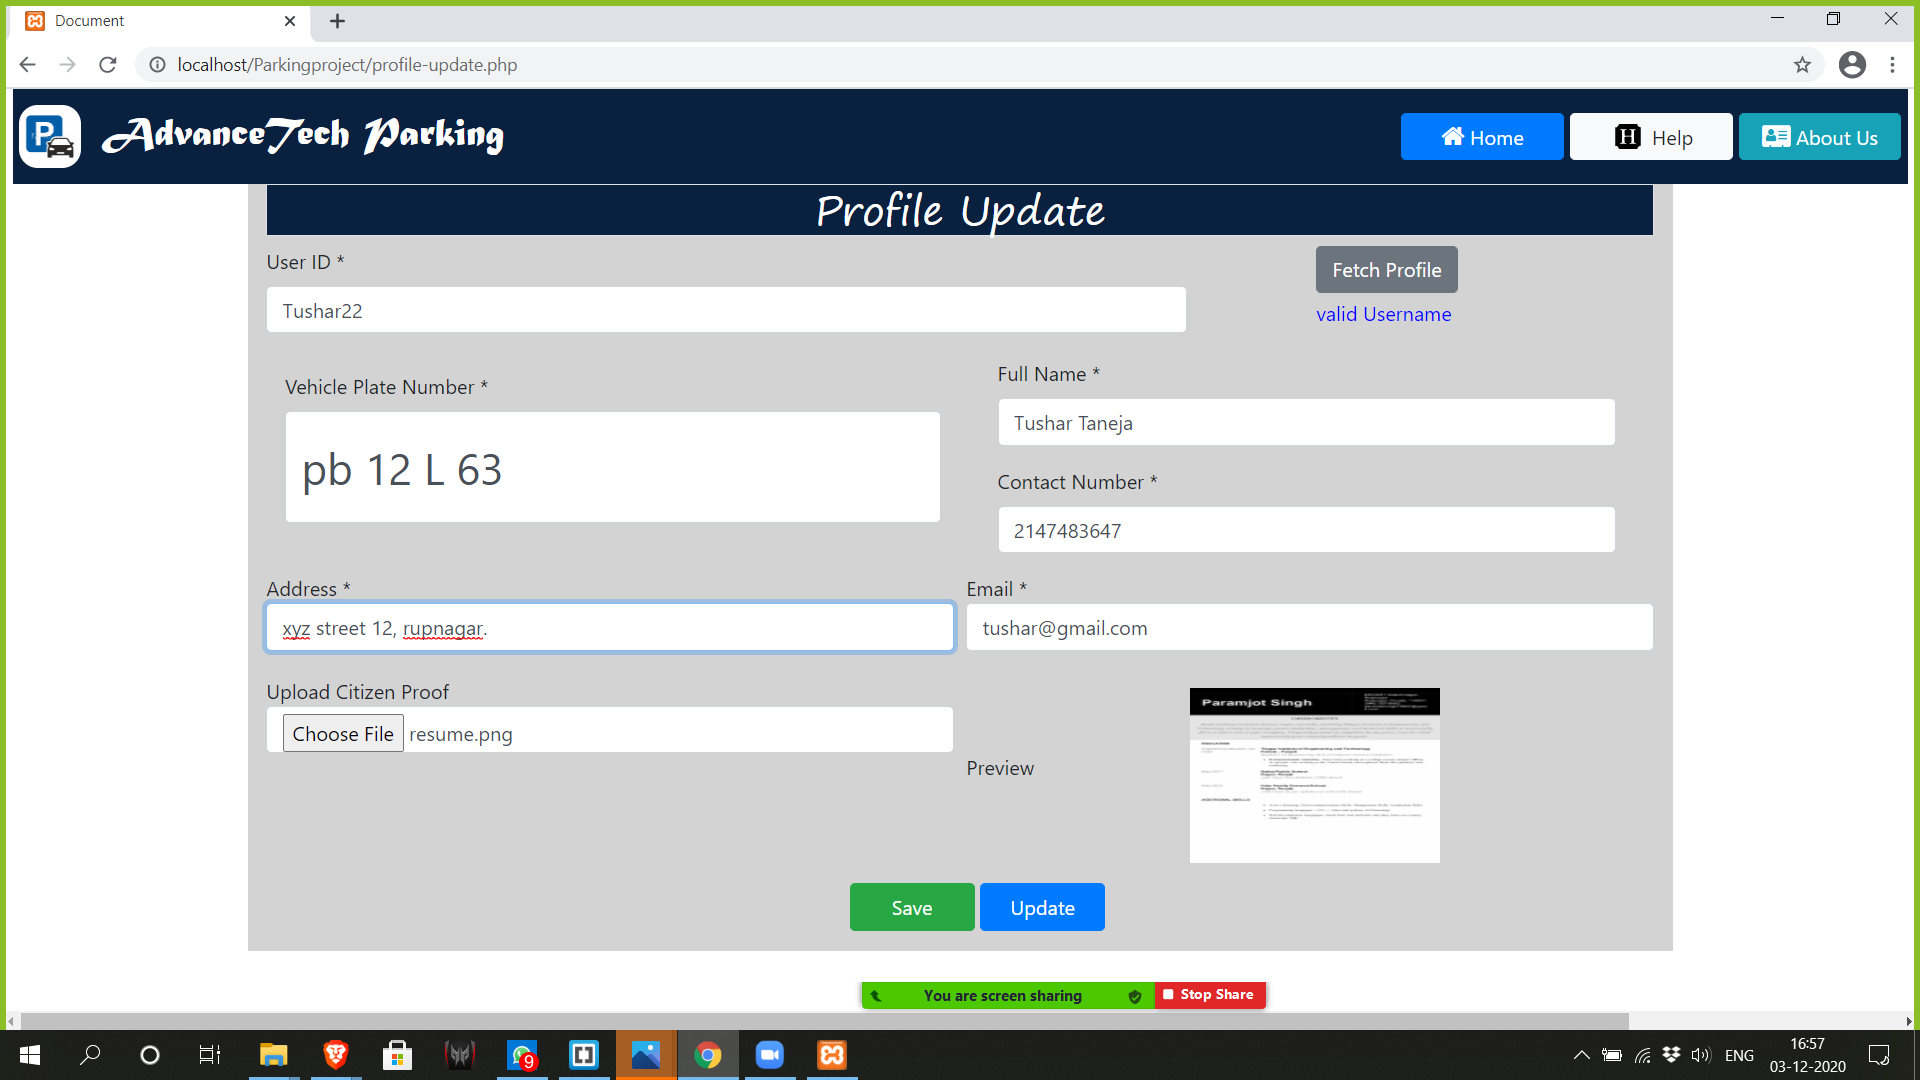 Document
localhost/Parkingproject/profile-update.php
P
AdvanceTech Parking
Home
H Help
About Us
Profile Update
User ID *
Fetch Profile
Tushar22
valid Username
Vehicle Plate Number *
Full Name *
pb 12 L 63
Tushar Taneja
Contact Number *
2147483647
Address *
Email *
xyz street 12, rupnagar.
tushar@gmail.com
Upload Citizen Proof
Choose File resume.png
Preview
Paramjot Singh
Save
Update
You are screen sharing
Stop Share
9
ENG
16:57
03-12-2020